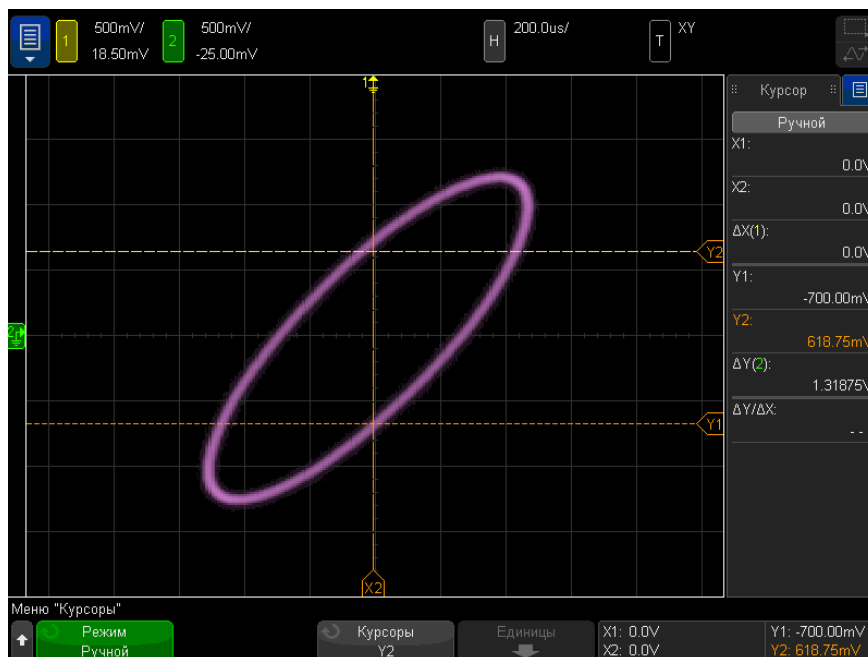 1 500mV/ 2 500mV/ H 200.0us/ T XY
18.50mV -25.00mV
1
Курсор
Ручной
X1:
0.0V
X2:
0.0V
ΔX(1):
0.0V
Y1:
-700.00mV
Y2:
618.75mV
ΔY(2):
1.31875V
ΔY/ΔX:
--
Y2
2
Y1
X2
Меню "Курсоры"
Режим
Ручной
Курсоры
Y2
Единицы
X1: 0.0V
X2: 0.0V
Y1: -700.00mV
Y2: 618.75mV